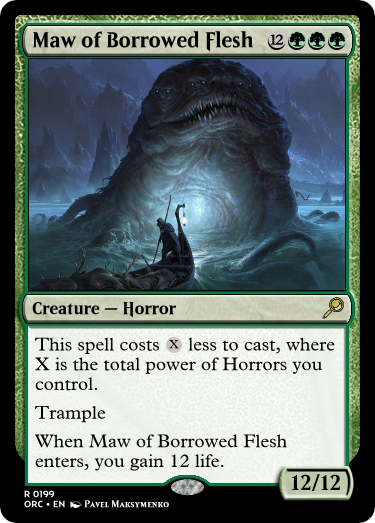 Maw of Borrowed Flesh 12
Creature — Horror
This spell costs X less to cast, where
X is the total power of Horrors you
control.
Trample
When Maw of Borrowed Flesh
enters, you gain 12 life.
12/12
R 0199
ORC • EN PAVEL MAKSYMENKO